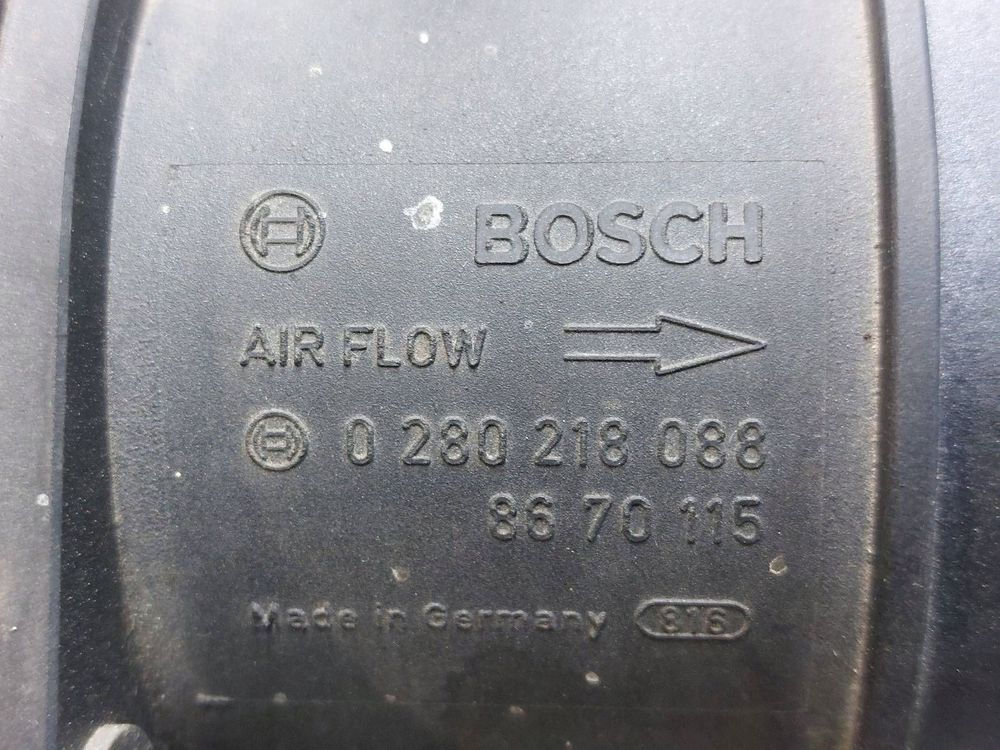 BOSCH
AIR FLOW
0 280 218 088
86 70 115
Made in Germany 816